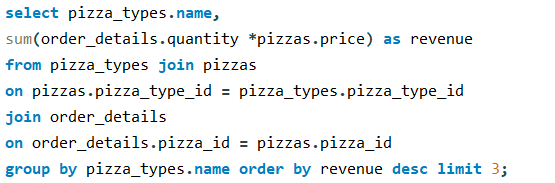 select pizza_types.name,
sum(order_details.quantity *pizzas.price) as revenue
from pizza_types join pizzas
on pizzas.pizza_type_id = pizza_types.pizza_type_id
join order_details
on order_details.pizza_id = pizzas.pizza_id
group by pizza_types.name order by revenue desc limit 3;